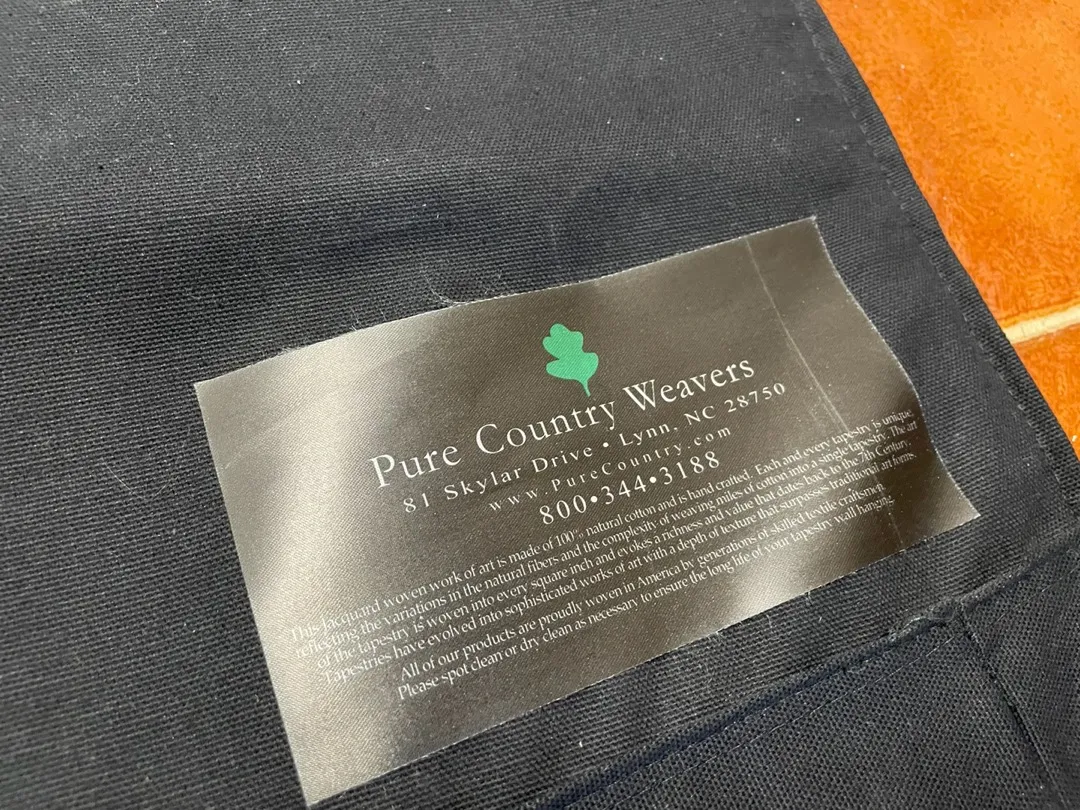 Pure Country Weavers
81 Skylar Drive • Lynn, NC 28750
www.PureCountry.com
800•344•3188
This Jacquard woven work of art is made of 100% natural cotton and is hand crafted. Each and every tapestry is unique,
reflecting the variations in the natural fibers and the complexity of weaving miles of cotton into a single tapestry. The art
of the tapestry is woven into every square inch and evokes a richness and value that dates back to the 7th Century.
Tapestries have evolved into sophisticated works of art with a depth of texture that surpasses traditional art forms.
All of our products are proudly woven in America by generations of skilled textile craftsmen.
Please spot clean or dry clean as necessary to ensure the long life of your tapestry wall hanging.